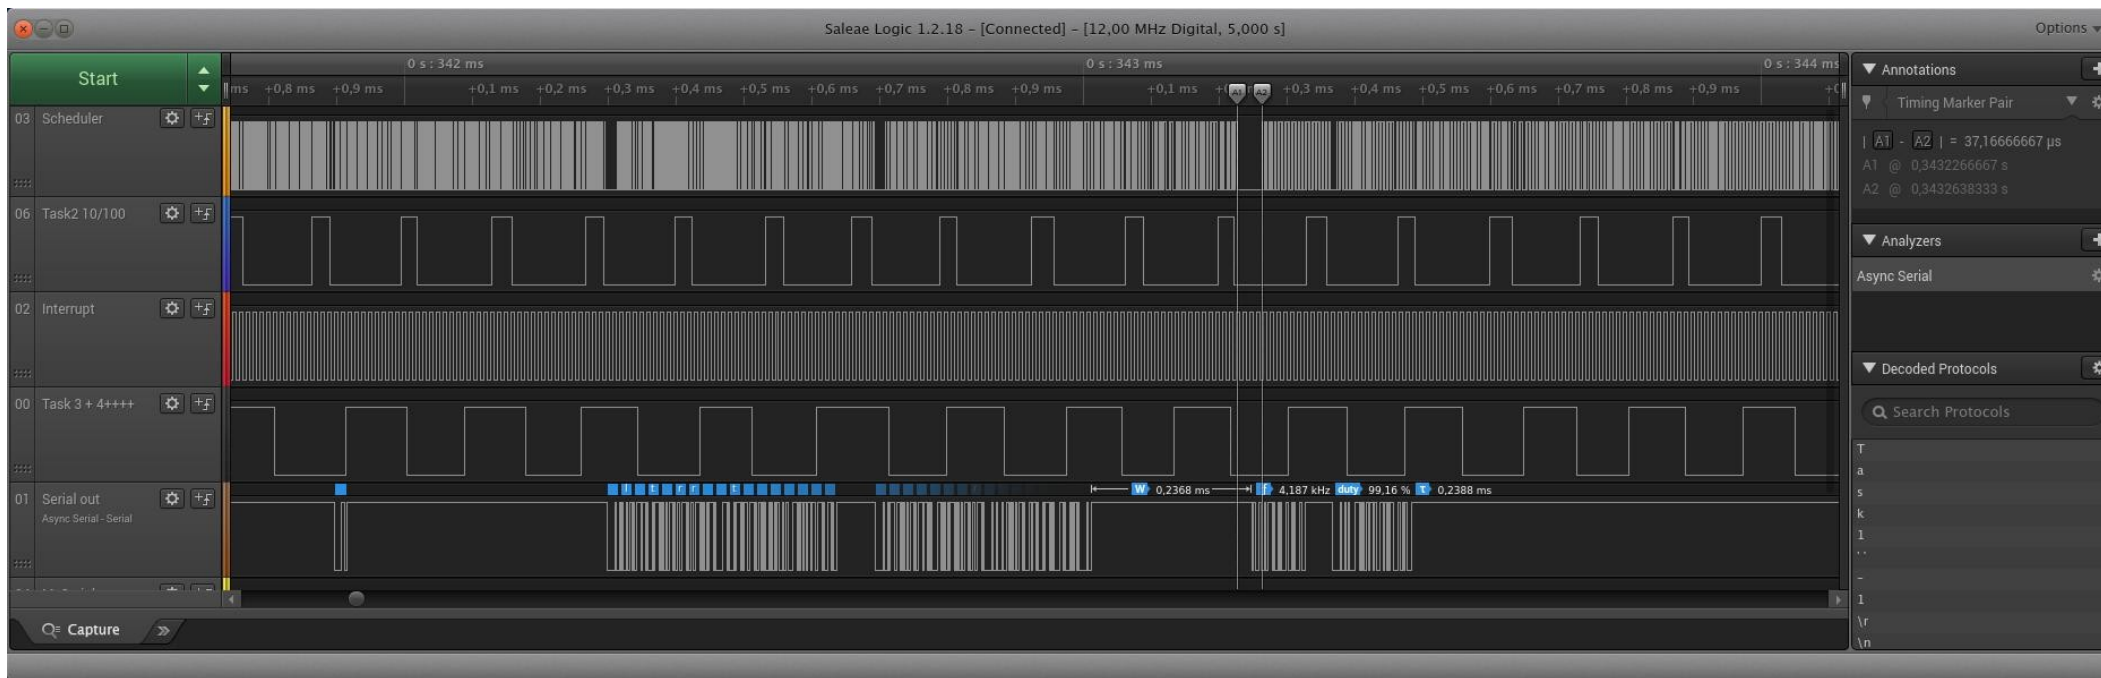 Saleae Logic 1.2.18 – [Connected] – [12,00 MHz Digital, 5,000 s]
Options
Start
0 s : 342 ms
0 s : 343 ms
0 s : 344 ms
ms +0,8 ms +0,9 ms +0,1 ms +0,2 ms +0,3 ms +0,4 ms +0,5 ms +0,6 ms +0,7 ms +0,8 ms +0,9 ms +0,1 ms A1 A2 +0,3 ms +0,4 ms +0,5 ms +0,6 ms +0,7 ms +0,8 ms +0,9 ms
03 Scheduler
06 Task2 10/100
02 Interrupt
00 Task 3 + 4++++
01 Serial out
Async Serial - Serial
I t r r t
W 0,2368 ms f 4,187 kHz duty 99,16 % T 0,2388 ms
Capture
Annotations
Timing Marker Pair
| A1 - A2 | = 37,16666667 µs
A1 @ 0,3432266667 s
A2 @ 0,3432638333 s
Analyzers
Async Serial
Decoded Protocols
Search Protocols
T
a
s
k
1
-
1
\r
\n